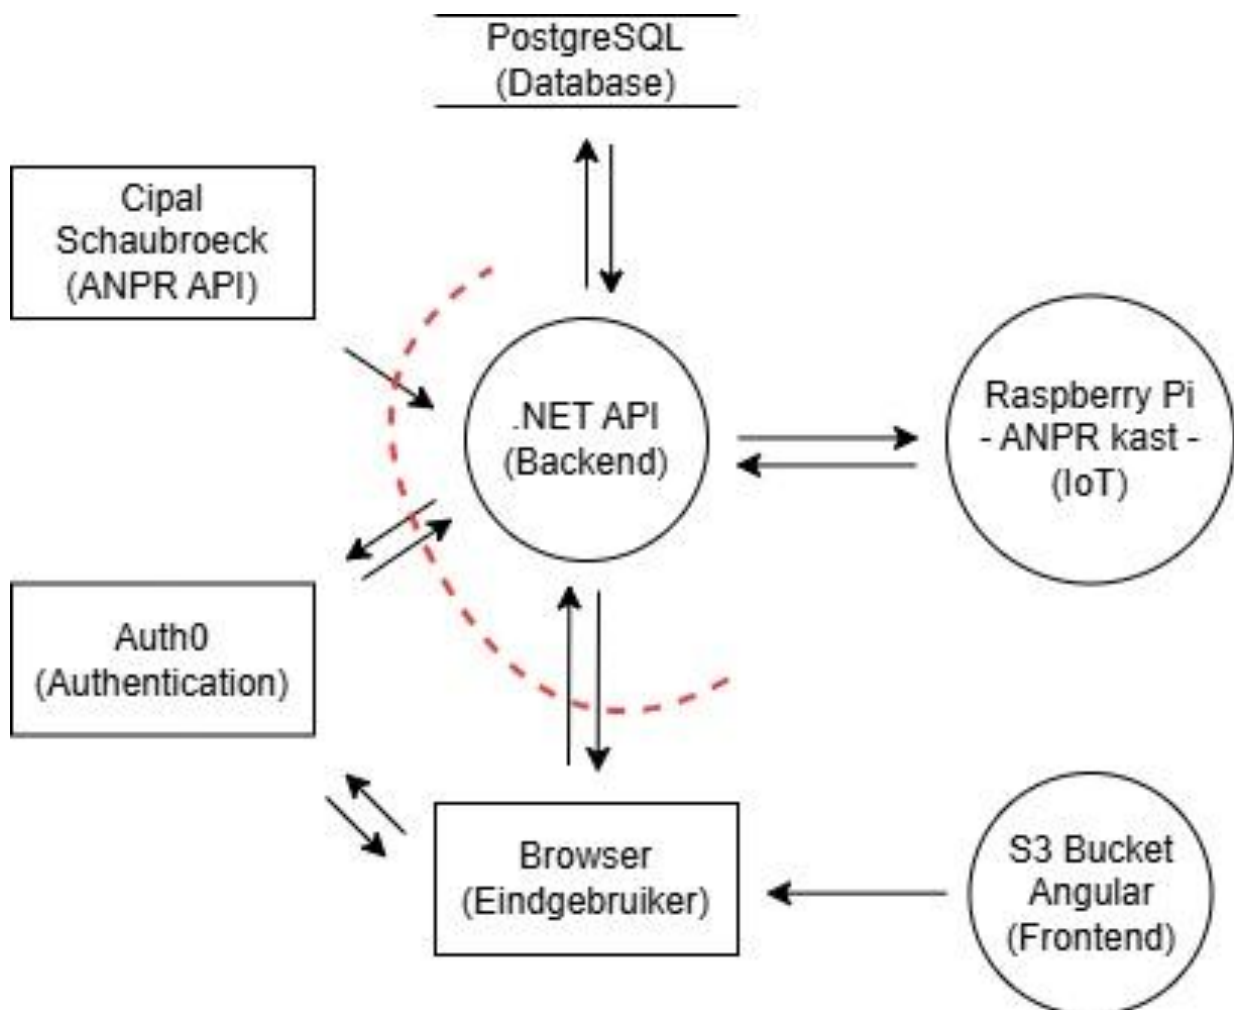 PostgreSQL
(Database)
Cipal
Schaubroeck
(ANPR API)
.NET API
(Backend)
Raspberry Pi
- ANPR kast -
(IoT)
Auth0
(Authentication)
Browser
(Eindgebruiker)
S3 Bucket
Angular
(Frontend)